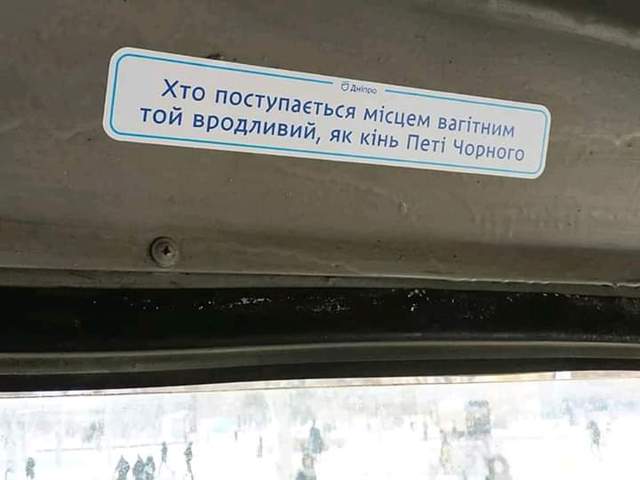 Дніпро
Хто поступається місцем вагітним
той вродливий, як кінь Петі Чорного